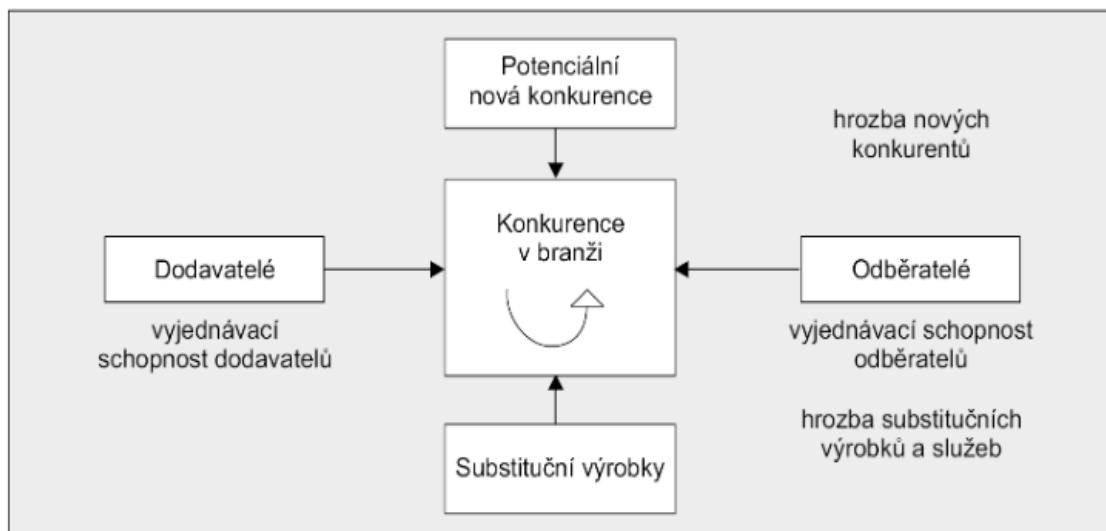 Potenciální
nová konkurence
hrozba nových
konkurentů
Konkurence
v branži
Dodavatelé
Odběratelé
vyjednávací
schopnost dodavatelů
vyjednávací schopnost
odběratelů
hrozba substitučních
výrobků a služeb
Substituční výrobky